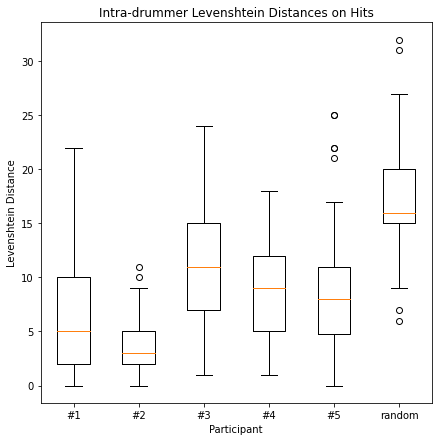 Intra-drummer Levenshtein Distances on Hits
30
25
20
15
10
5
0
Levenshtein Distance
#1 #2 #3 #4 #5 random
Participant